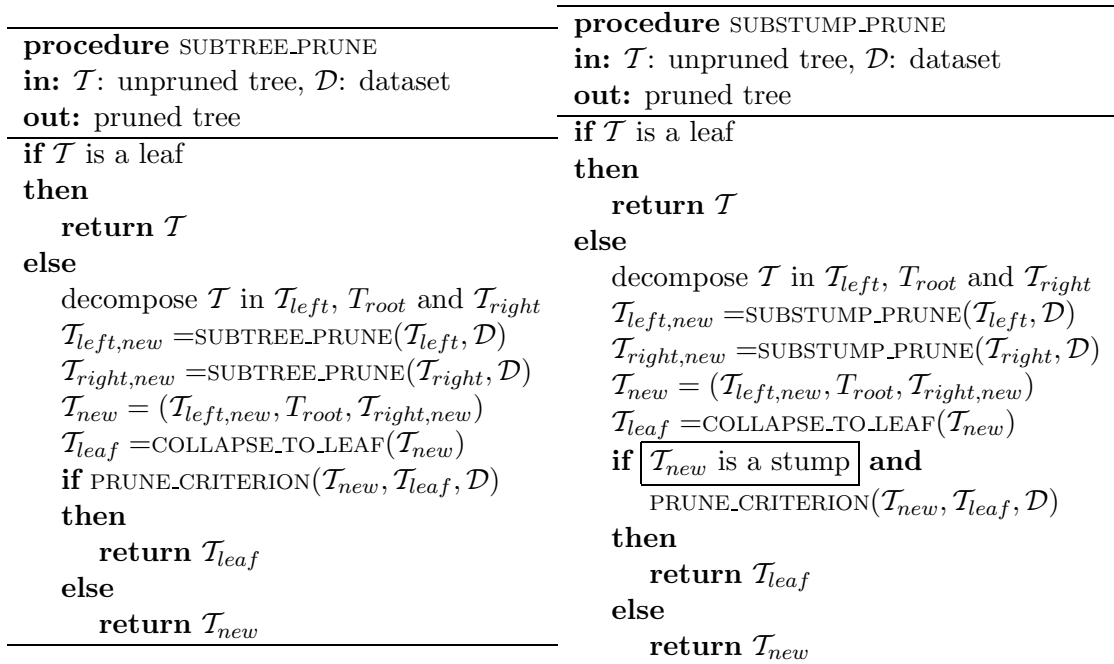 procedure SUBTREE_PRUNE
in: 𝒯: unpruned tree, 𝒟: dataset
out: pruned tree
if 𝒯 is a leaf
then
return 𝒯
else
decompose 𝒯 in 𝒯_left, T_root and 𝒯_right
𝒯_left,new =SUBTREE_PRUNE(𝒯_left, 𝒟)
𝒯_right,new =SUBTREE_PRUNE(𝒯_right, 𝒟)
𝒯_new = (𝒯_left,new, T_root, 𝒯_right,new)
𝒯_leaf =COLLAPSE_TO_LEAF(𝒯_new)
if PRUNE_CRITERION(𝒯_new, 𝒯_leaf, 𝒟)
then
return 𝒯_leaf
else
return 𝒯_new
procedure SUBSTUMP_PRUNE
in: 𝒯: unpruned tree, 𝒟: dataset
out: pruned tree
if 𝒯 is a leaf
then
return 𝒯
else
decompose 𝒯 in 𝒯_left, T_root and 𝒯_right
𝒯_left,new =SUBSTUMP_PRUNE(𝒯_left, 𝒟)
𝒯_right,new =SUBSTUMP_PRUNE(𝒯_right, 𝒟)
𝒯_new = (𝒯_left,new, T_root, 𝒯_right,new)
𝒯_leaf =COLLAPSE_TO_LEAF(𝒯_new)
if 𝒯_new is a stump and
PRUNE_CRITERION(𝒯_new, 𝒯_leaf, 𝒟)
then
return 𝒯_leaf
else
return 𝒯_new